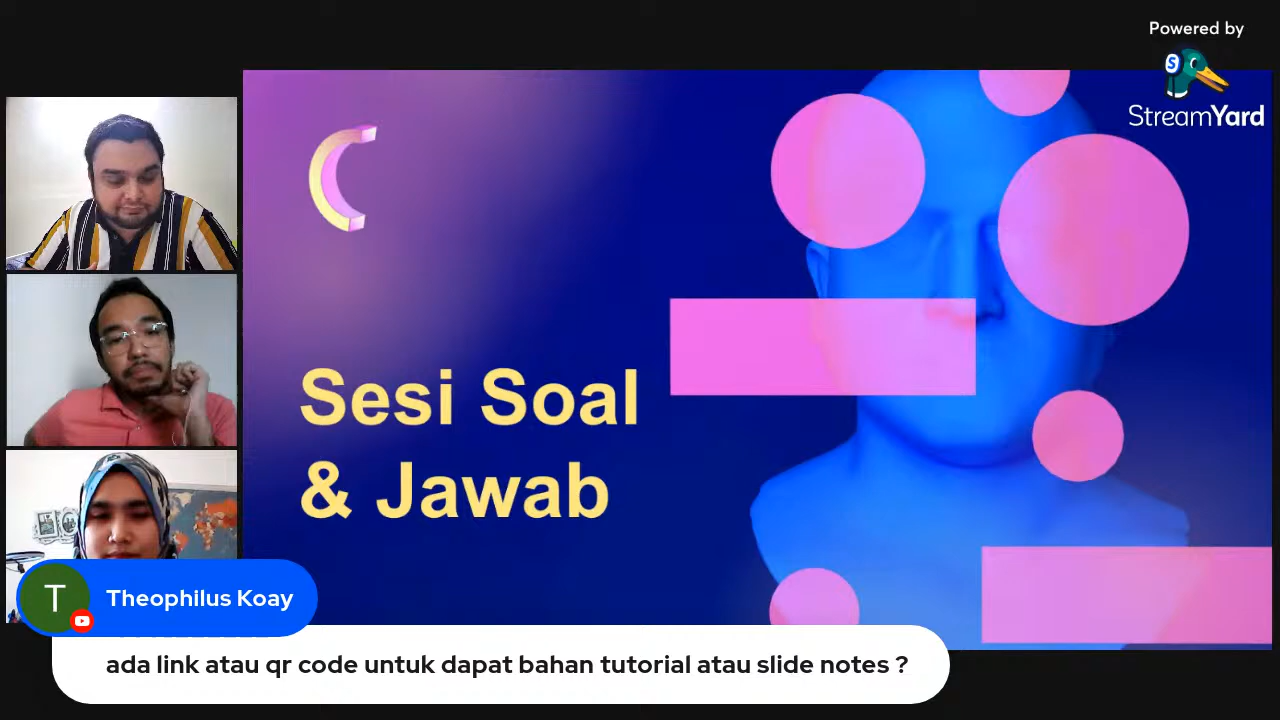 Powered by
StreamYard
Sesi Soal
& Jawab
T
Theophilus Koay
ada link atau qr code untuk dapat bahan tutorial atau slide notes ?